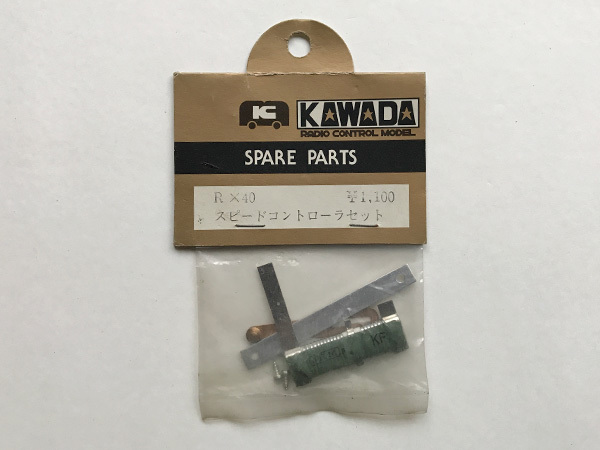 K KAWADA
RADIO CONTROL MODEL
SPARE PARTS
R×40 ¥1,100
スピードコントローラセット
KF